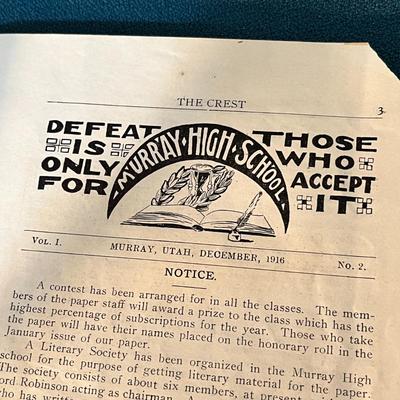 THE CREST 3
DEFEAT IS ONLY FOR
MURRAY · HIGH · SCHOOL
THOSE WHO ACCEPT IT
VOL. I. MURRAY, UTAH, DECEMBER, 1916 No. 2.
NOTICE.
A contest has been arranged for in all the classes. The mem-
bers of the paper staff will award a prize to the class which has the
highest percentage of subscriptions for the year. Those who take
the paper will have their names placed on the honorary roll in the
January issue of our paper.
A Literary Society has been organized in the Murray High
school for the purpose of getting literary material for the paper.
The society consists of about six members, at present, with
ord Robinson acting as chairman.
who has writt